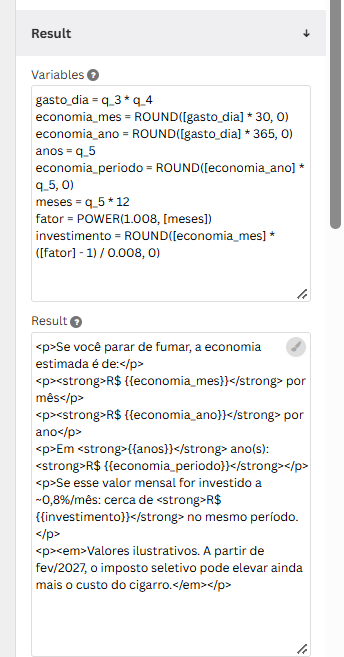 Result
Variables
gasto_dia = q_3 * q_4
economia_mes = ROUND([gasto_dia] * 30, 0)
economia_ano = ROUND([gasto_dia] * 365, 0)
anos = q_5
economia_periodo = ROUND([economia_ano] *
q_5, 0)
meses = q_5 * 12
fator = POWER(1.008, [meses])
investimento = ROUND([economia_mes] *
([fator] - 1) / 0.008, 0)
Result
<p>Se você parar de fumar, a economia
estimada é de:</p>
<p><strong>R$ {{economia_mes}}</strong> por
mês</p>
<p><strong>R$ {{economia_ano}}</strong> por
ano</p>
<p>Em <strong>{{anos}}</strong> ano(s):
<strong>R$ {{economia_periodo}}</strong></p>
<p>Se esse valor mensal for investido a
~0,8%/mês: cerca de <strong>R$
{{investimento}}</strong> no mesmo período.
</p>
<p><em>Valores ilustrativos. A partir de
fev/2027, o imposto seletivo pode elevar ainda
mais o custo do cigarro.</em></p>